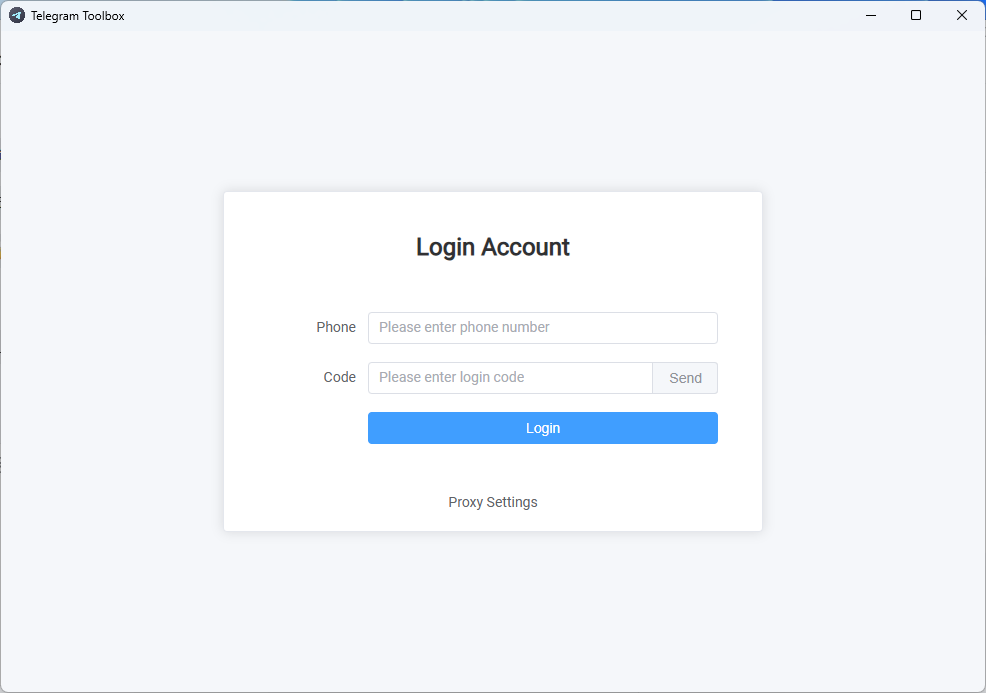 Telegram Toolbox
Login Account
Phone Please enter phone number
Code Please enter login code Send
Login
Proxy Settings